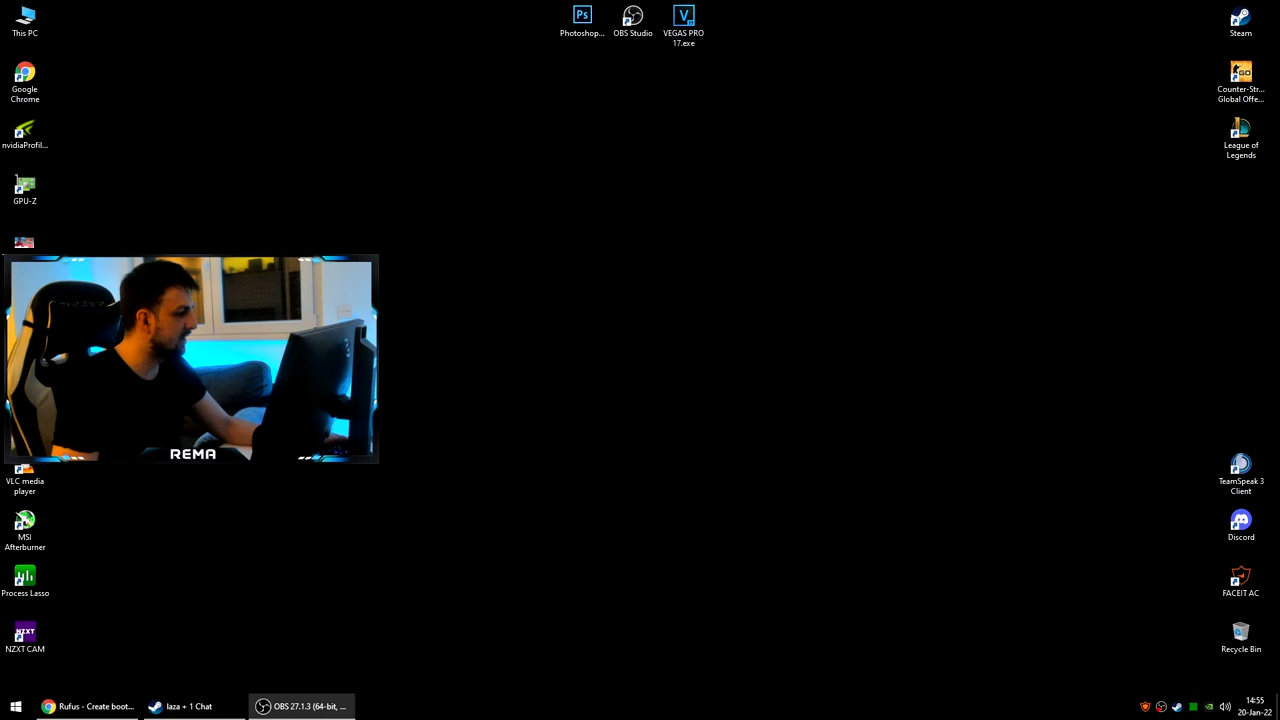 This PC
Photoshop...
OBS Studio
VEGAS PRO
17.exe
Steam
Google
Chrome
Counter-Str...
Global Offe...
nvidiaProfil...
League of
Legends
GPU-Z
REMA
VLC media
player
TeamSpeak 3
Client
MSI
Afterburner
Discord
Process Lasso
FACEIT AC
NZXT
NZXT CAM
Recycle Bin
Rufus - Create boot...
laza + 1 Chat
OBS 27.1.3 (64-bit, ...
14:55
20-Jan-22